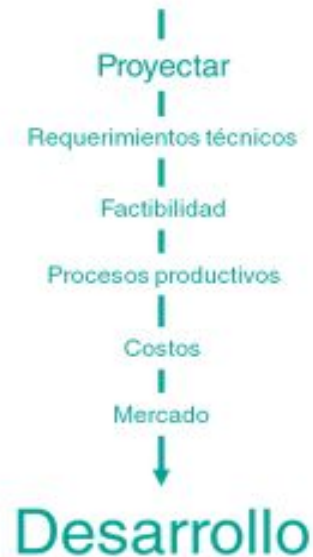 Proyectar
Requerimientos técnicos
Factibilidad
Procesos productivos
Costos
Mercado
Desarrollo